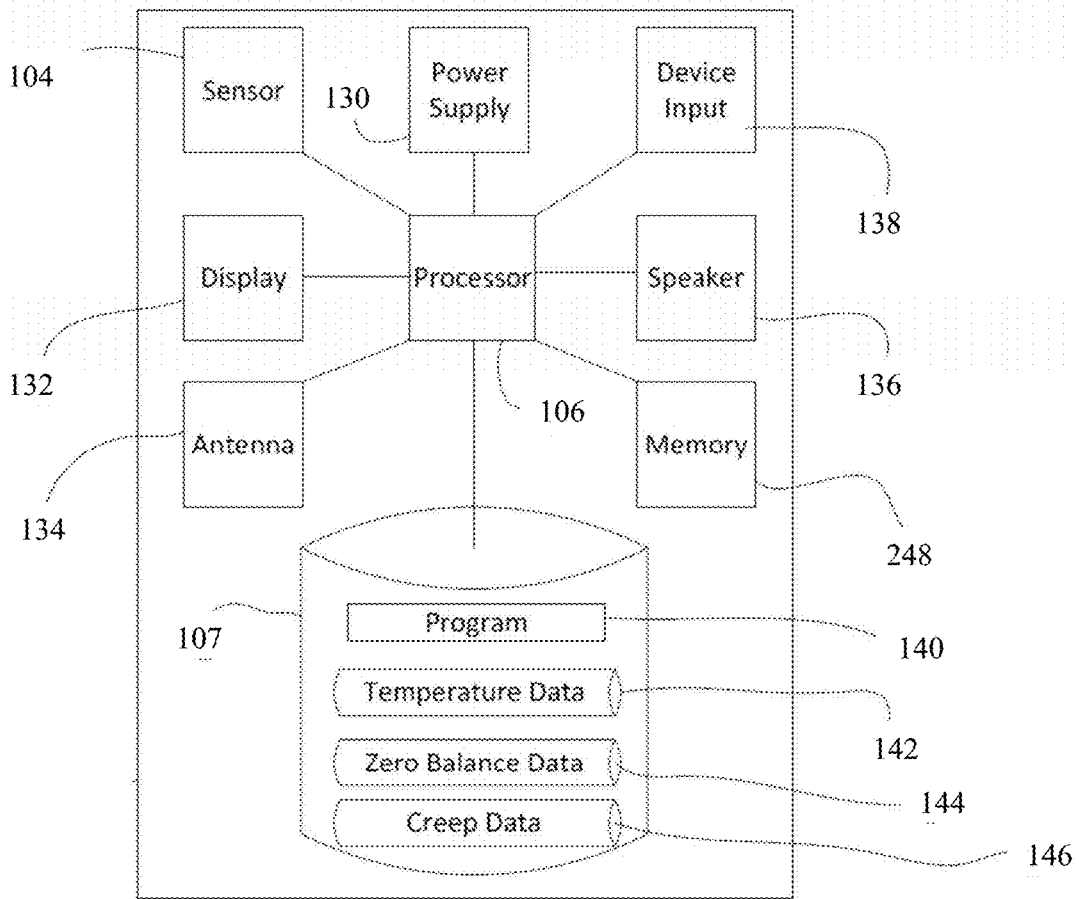 104
Sensor
130
Power
Supply
Device
Input
138
Display
Processor
Speaker
132
106
136
Antenna
Memory
134
248
107
Program
140
Temperature Data
142
Zero Balance Data
144
Creep Data
146